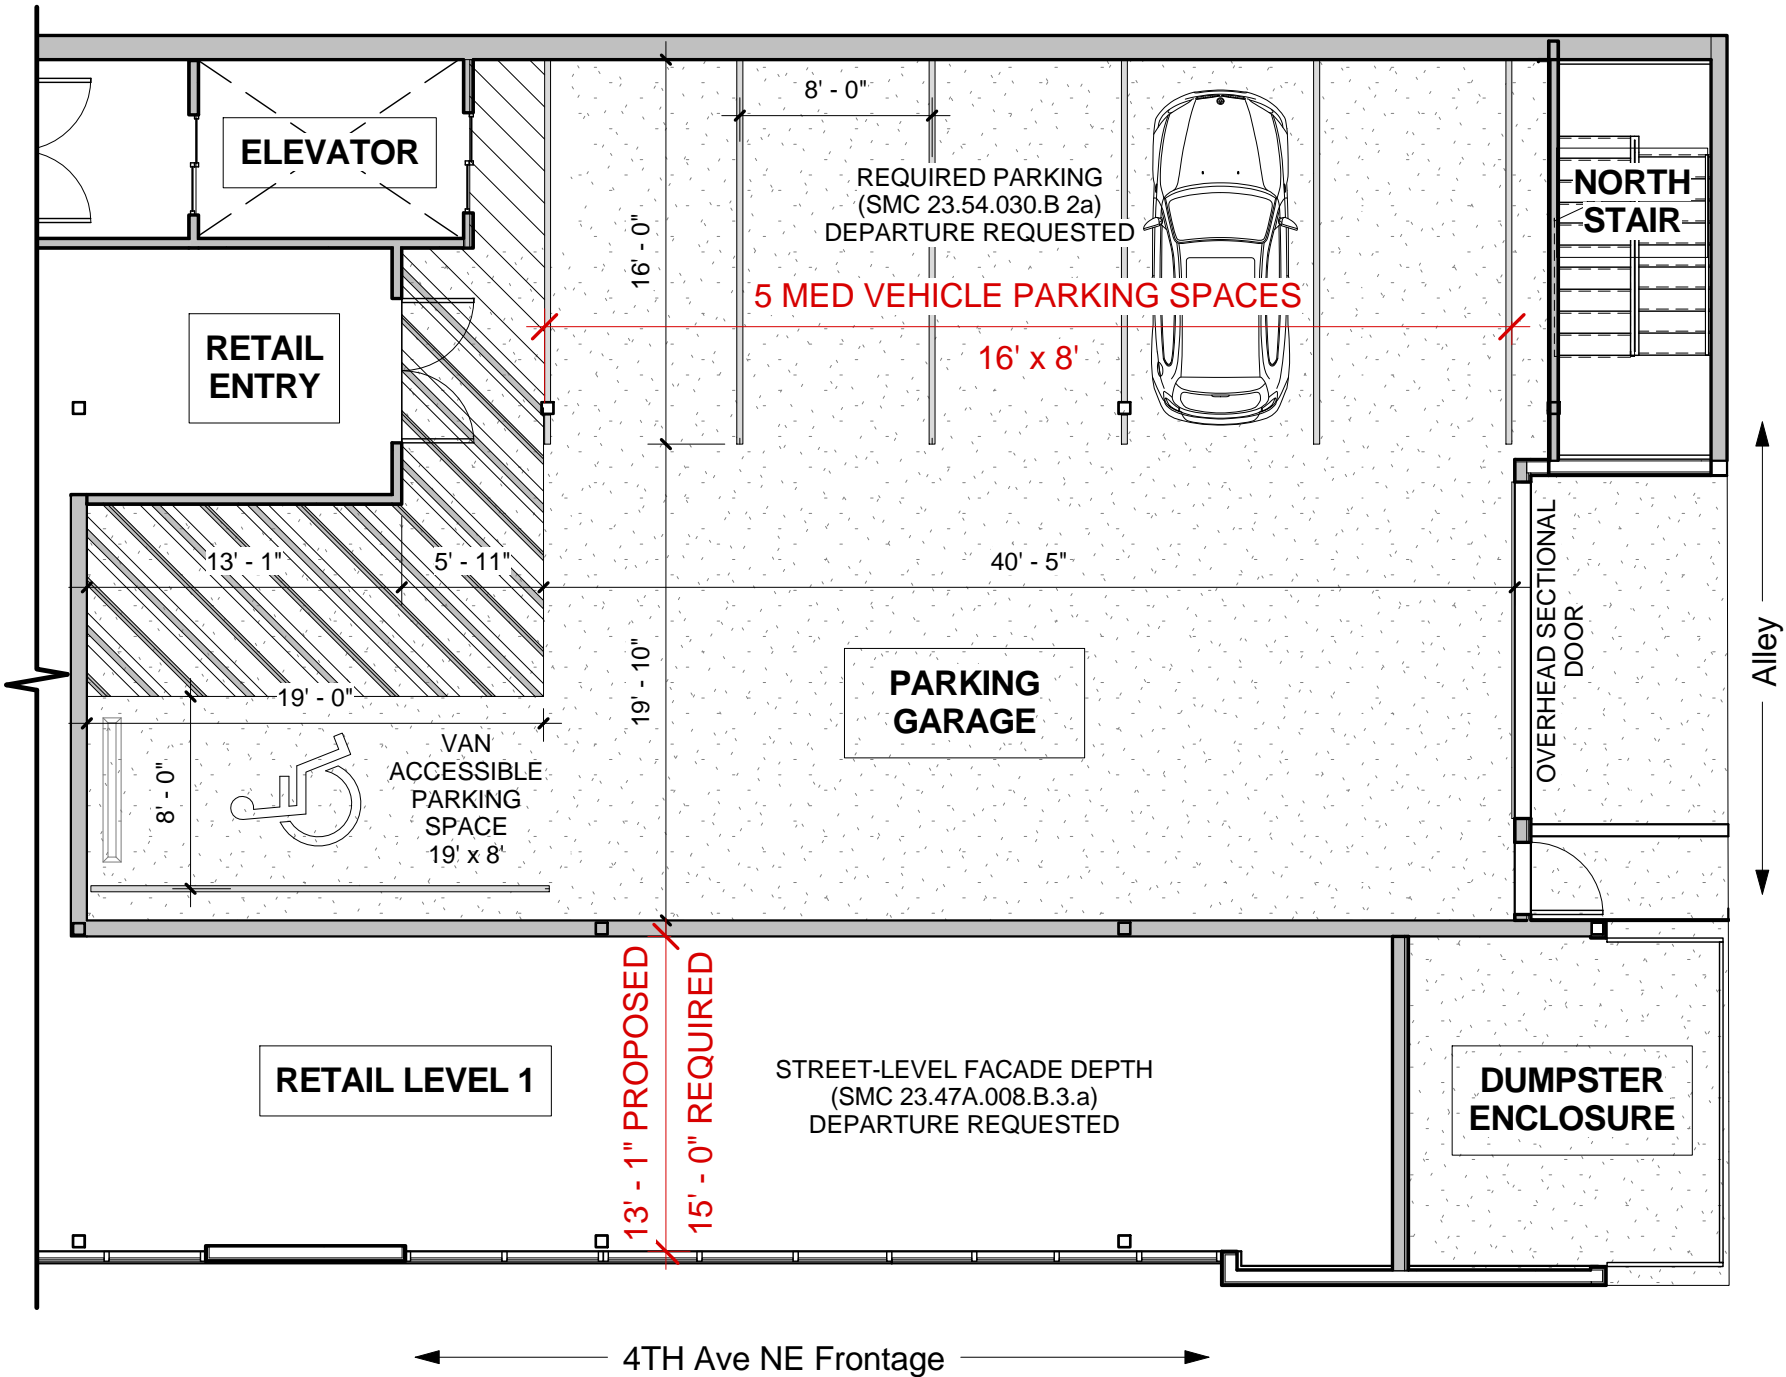 8' - 0"
ELEVATOR
REQUIRED PARKING
(SMC 23.54.030.B 2a)
DEPARTURE REQUESTED
NORTH
STAIR
16' - 0"
5 MED VEHICLE PARKING SPACES
16' x 8'
RETAIL
ENTRY
13' - 1"
5' - 11"
40' - 5"
OVERHEAD SECTIONAL
DOOR
Alley
19' - 0"
19' - 10"
PARKING
GARAGE
8' - 0"
VAN
ACCESSIBLE
PARKING
SPACE
19' x 8'
13' - 1" PROPOSED
15' - 0" REQUIRED
RETAIL LEVEL 1
STREET-LEVEL FACADE DEPTH
(SMC 23.47A.008.B.3.a)
DEPARTURE REQUESTED
DUMPSTER
ENCLOSURE
4TH Ave NE Frontage